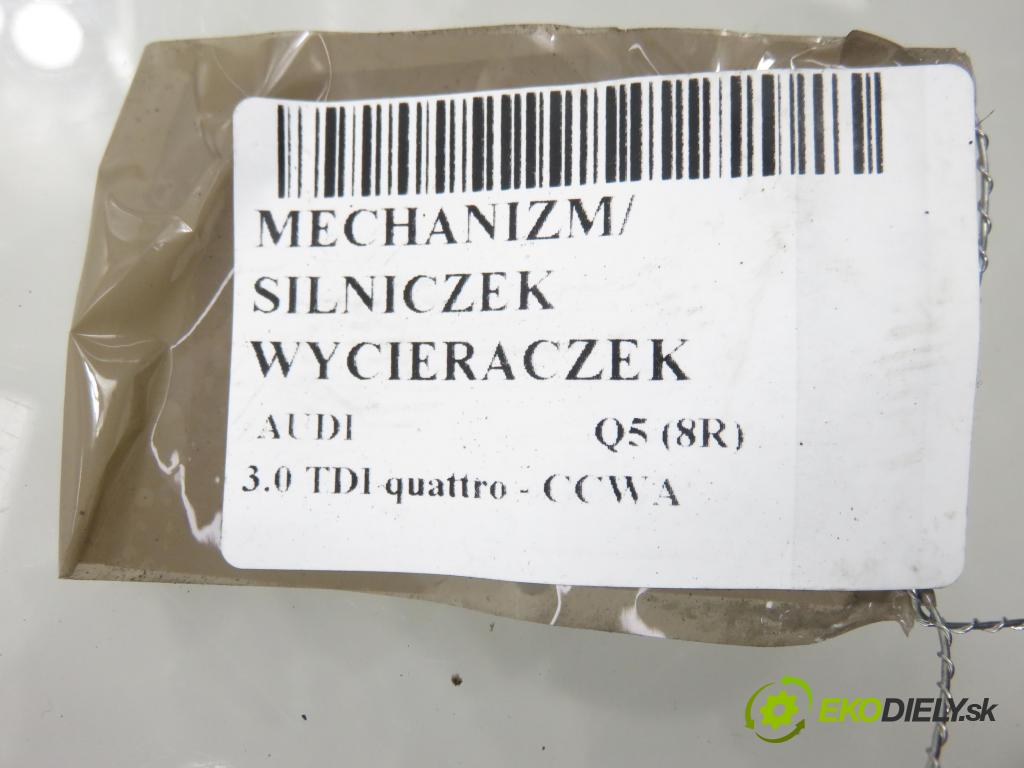 MECHANIZM/
SILNICZEK
WYCIERACZEK
AUDI Q5 (8R)
3.0 TDI quattro - CCWA
EKODIELY.sk